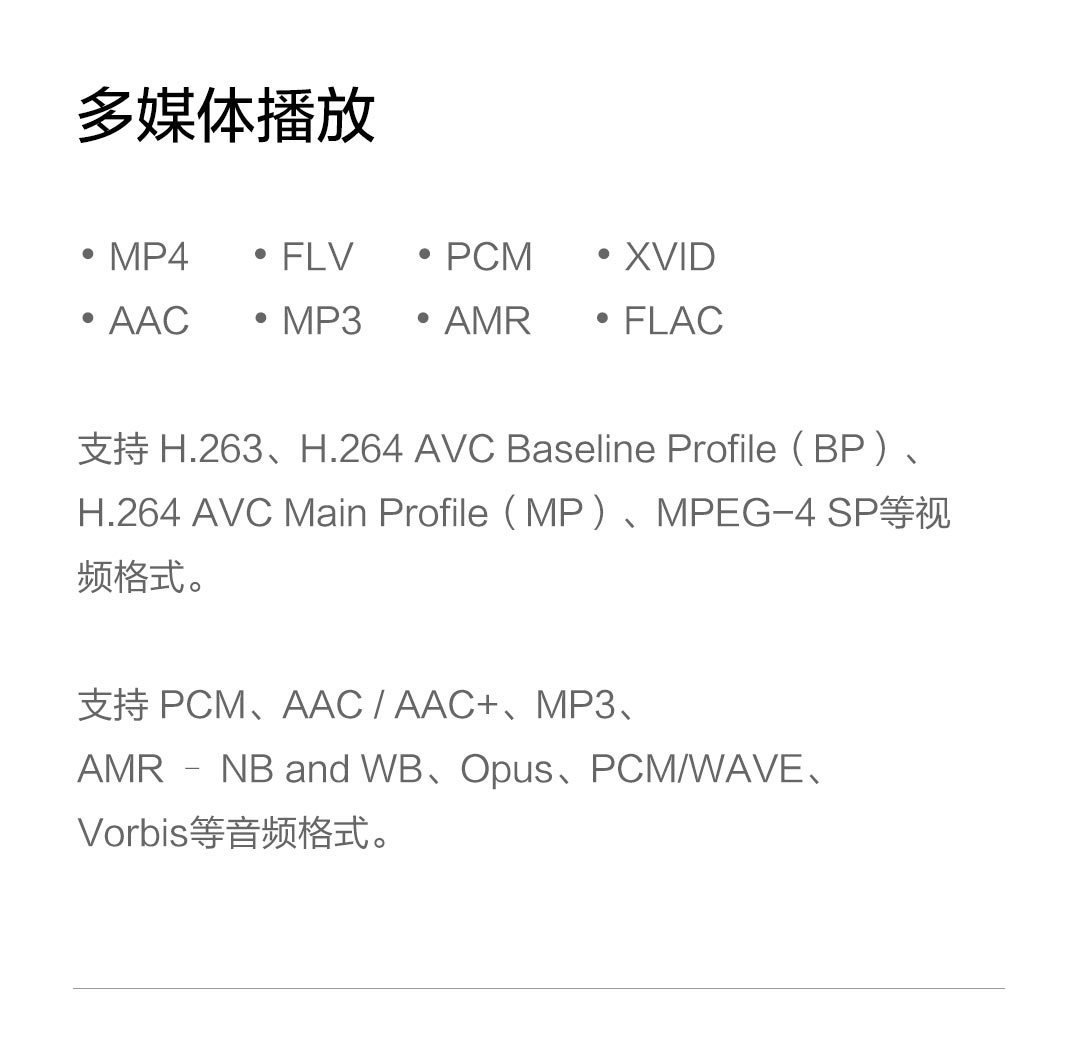 多媒体播放
• MP4 • FLV • PCM • XVID
• AAC • MP3 • AMR • FLAC
支持 H.263、H.264 AVC Baseline Profile（BP）、
H.264 AVC Main Profile（MP）、MPEG-4 SP等视
频格式。
支持 PCM、AAC / AAC+、MP3、
AMR – NB and WB、Opus、PCM/WAVE、
Vorbis等音频格式。